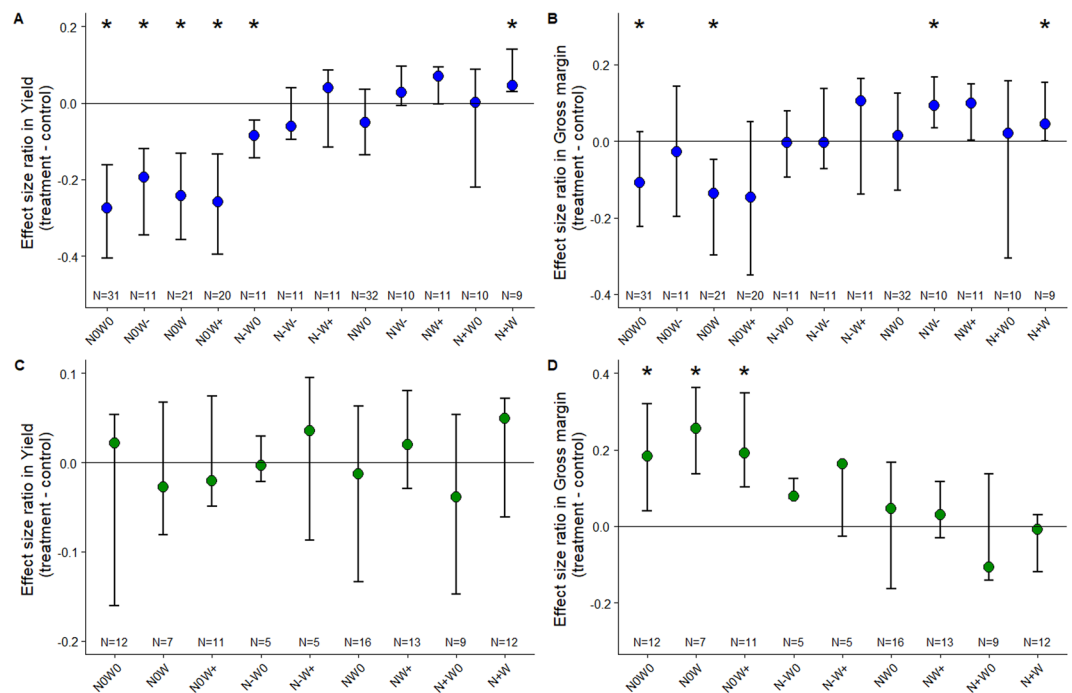 A
* * * * * *
Effect size ratio in Yield
(treatment - control)
0.2
0.0
-0.2
-0.4
N=31 N=11 N=21 N=20 N=11 N=11 N=11 N=32 N=10 N=11 N=10 N=9
N0W0 N0W- N0W N0W+ N-W0 N-W- N-W+ NW0 NW- NW+ N+W0 N+W
B
* * * *
Effect size ratio in Gross margin
(treatment - control)
0.2
0.0
-0.2
-0.4
N=31 N=11 N=21 N=20 N=11 N=11 N=11 N=32 N=10 N=11 N=10 N=9
N0W0 N0W- N0W N0W+ N-W0 N-W- N-W+ NW0 NW- NW+ N+W0 N+W
C
Effect size ratio in Yield
(treatment - control)
0.1
0.0
-0.1
-0.2
N=12 N=7 N=11 N=5 N=5 N=16 N=13 N=9 N=12
N0W0 N0W N0W+ N-W0 N-W+ NW0 NW+ N+W0 N+W
D
* * *
Effect size ratio in Gross margin
(treatment - control)
0.4
0.2
0.0
-0.2
N=12 N=7 N=11 N=5 N=5 N=16 N=13 N=9 N=12
N0W0 N0W N0W+ N-W0 N-W+ NW0 NW+ N+W0 N+W